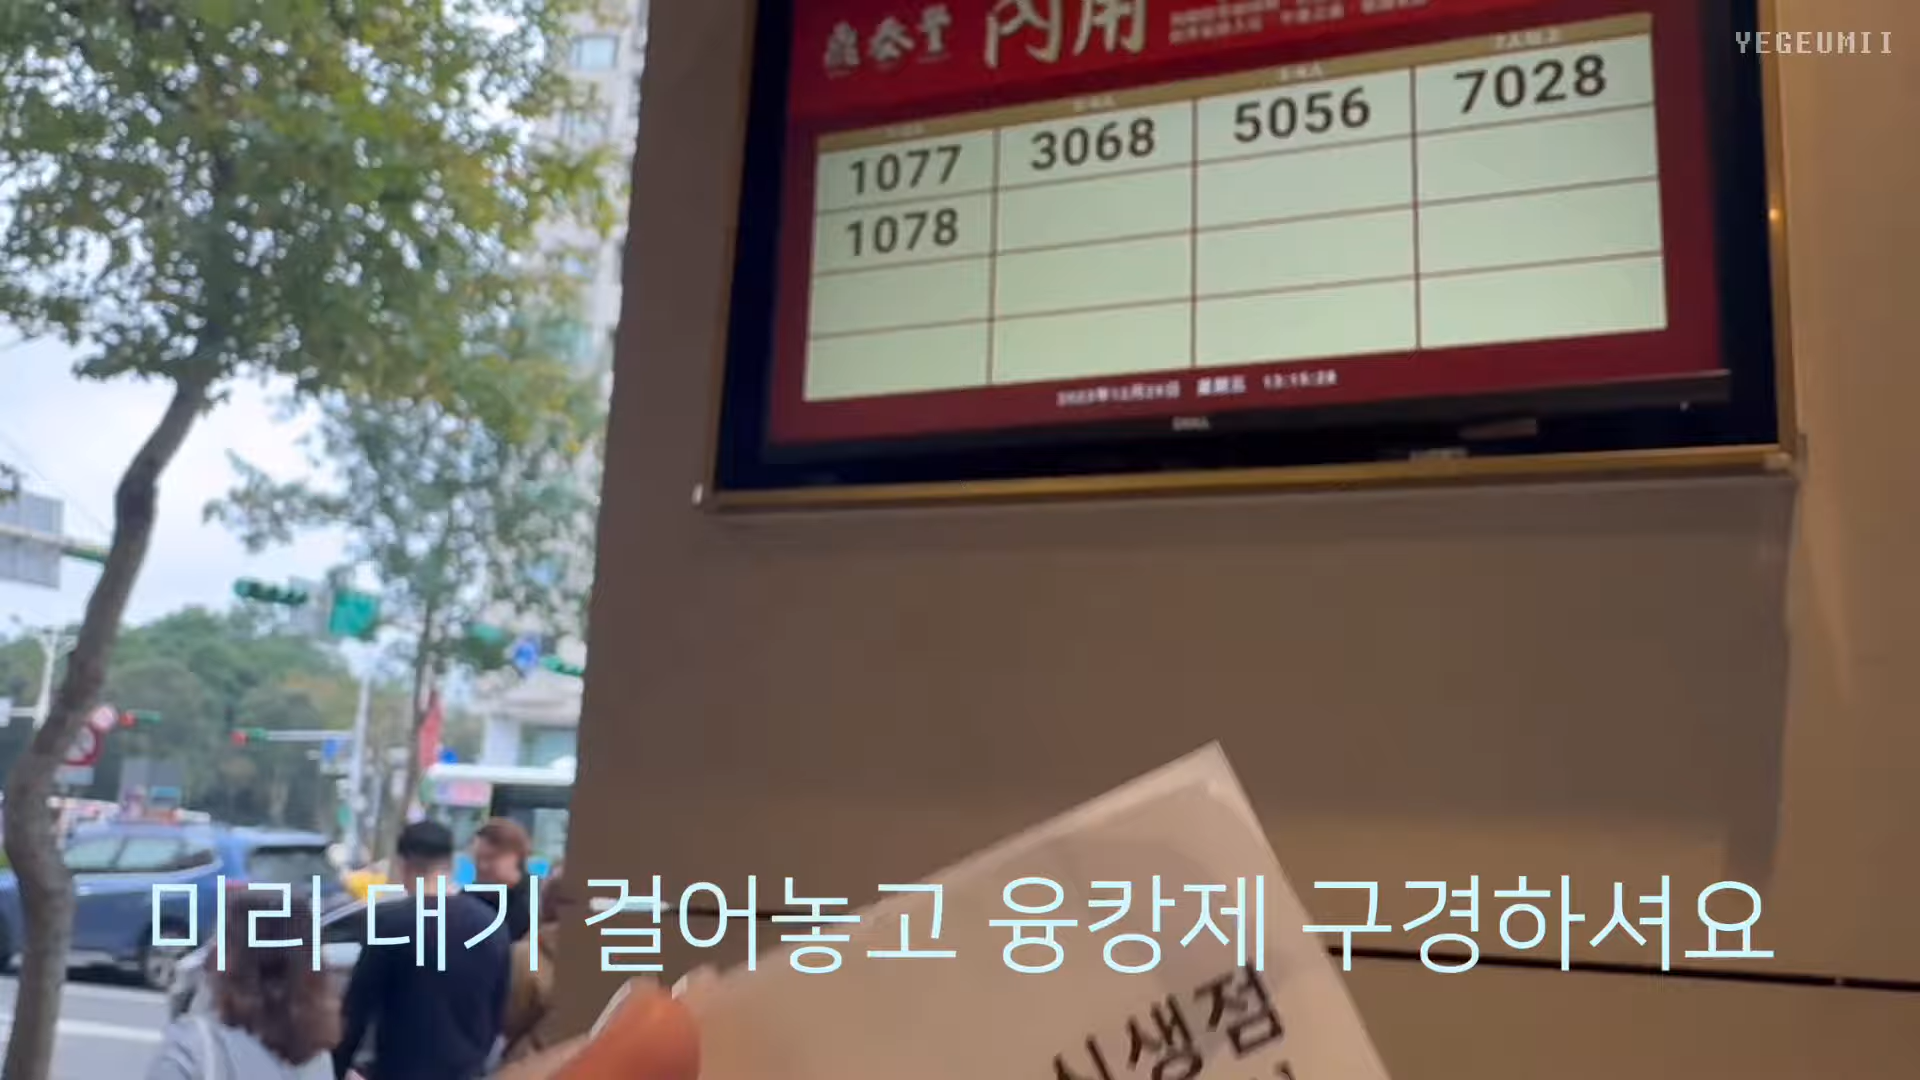 YEGEUMII
鼎泰豐 內用
1077 3068 5056 7028
1078
DELL
미리 대기 걸어놓고 융캉제 구경하셔요
신생점